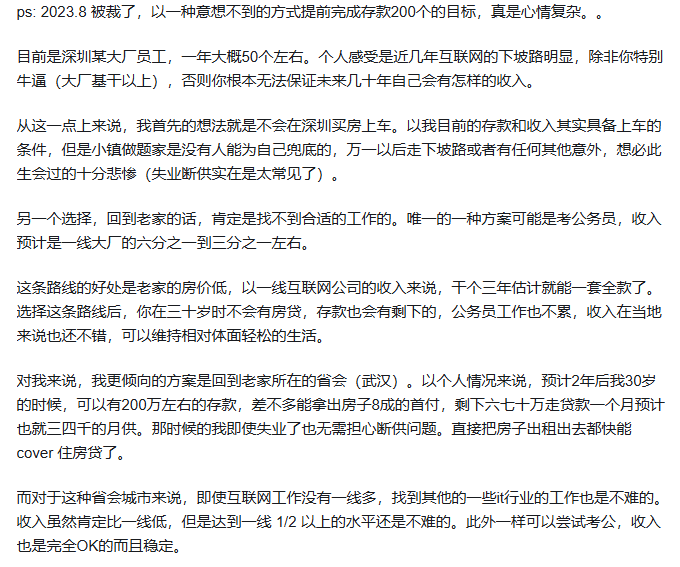 ps: 2023.8 被裁了，以一种意想不到的方式提前完成存款200个的目标，真是心情复杂。。
目前是深圳某大厂员工，一年大概50个左右。个人感受是近几年互联网的下坡路明显，除非你特别
牛逼（大厂基干以上），否则你根本无法保证未来几十年自己会有怎样的收入。
从这一点上来说，我首先的想法就是不会在深圳买房上车。以我目前的存款和收入其实具备上车的
条件，但是小镇做题家是没有人能为自己兜底的，万一以后走下坡路或者有任何其他意外，想必此
生会过的十分悲惨（失业断供实在是太常见了）。
另一个选择，回到老家的话，肯定是找不到合适的工作的。唯一的一种方案可能是考公务员，收入
预计是一线大厂的六分之一到三分之一左右。
这条路线的好处是老家的房价低，以一线互联网公司的收入来说，干个三年估计就能一套全款了。
选择这条路线后，你在三十岁时不会有房贷，存款也会有剩下的，公务员工作也不累，收入在当地
来说也还不错，可以维持相对体面轻松的生活。
对我来说，我更倾向的方案是回到老家所在的省会（武汉）。以个人情况来说，预计2年后我30岁
的时候，可以有200万左右的存款，差不多能拿出房子8成的首付，剩下六七十万走贷款一个月预计
也就三四千的月供。那时候的我即使失业了也无需担心断供问题。直接把房子出租出去都快能
cover 住房贷了。
而对于这种省会城市来说，即使互联网工作没有一线多，找到其他的一些it行业的工作也是不难的。
收入虽然肯定比一线低，但是达到一线 1/2 以上的水平还是不难的。此外一样可以尝试考公，收入
也是完全OK的而且稳定。